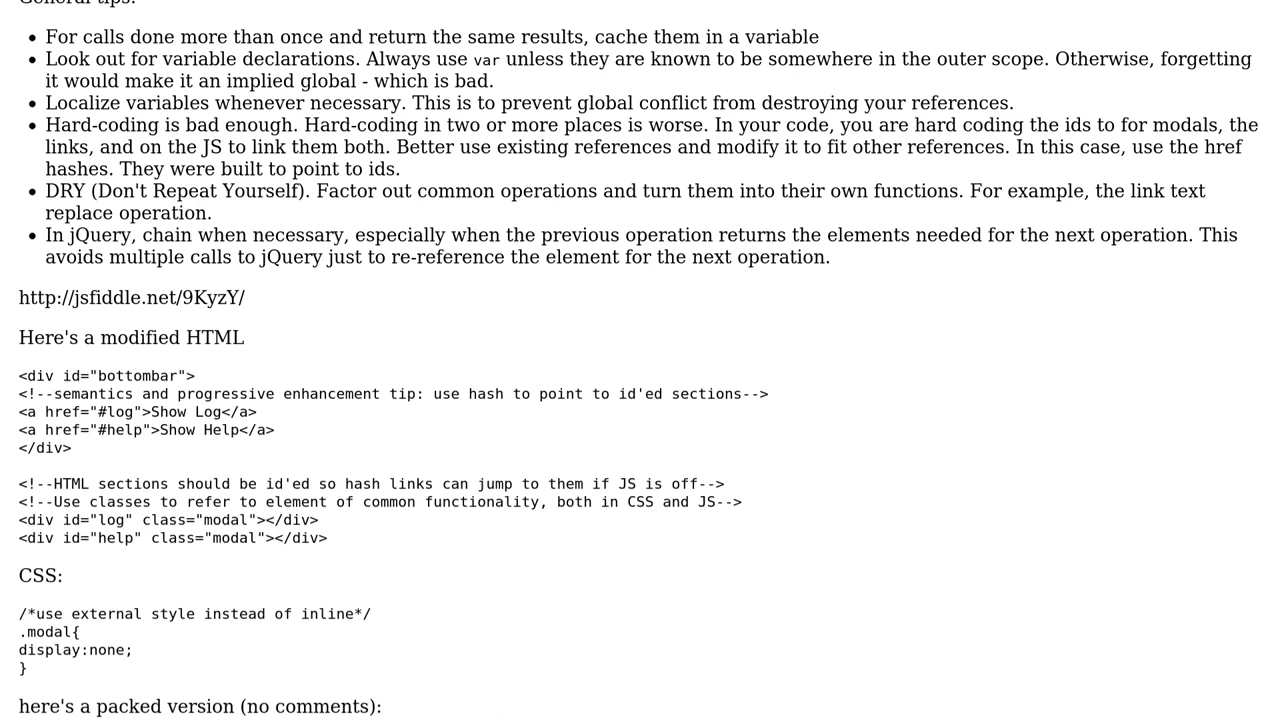 General tips:
For calls done more than once and return the same results, cache them in a variable
Look out for variable declarations. Always use var unless they are known to be somewhere in the outer scope. Otherwise, forgetting
it would make it an implied global - which is bad.
Localize variables whenever necessary. This is to prevent global conflict from destroying your references.
Hard-coding is bad enough. Hard-coding in two or more places is worse. In your code, you are hard coding the ids to for modals, the
links, and on the JS to link them both. Better use existing references and modify it to fit other references. In this case, use the href
hashes. They were built to point to ids.
DRY (Don't Repeat Yourself). Factor out common operations and turn them into their own functions. For example, the link text
replace operation.
In jQuery, chain when necessary, especially when the previous operation returns the elements needed for the next operation. This
avoids multiple calls to jQuery just to re-reference the element for the next operation.
http://jsfiddle.net/9KyzY/
Here's a modified HTML
<div id="bottombar">
<!--semantics and progressive enhancement tip: use hash to point to id'ed sections-->
<a href="#log">Show Log</a>
<a href="#help">Show Help</a>
</div>
<!--HTML sections should be id'ed so hash links can jump to them if JS is off-->
<!--Use classes to refer to element of common functionality, both in CSS and JS-->
<div id="log" class="modal"></div>
<div id="help" class="modal"></div>
CSS:
/*use external style instead of inline*/
.modal{
display:none;
}
here's a packed version (no comments):